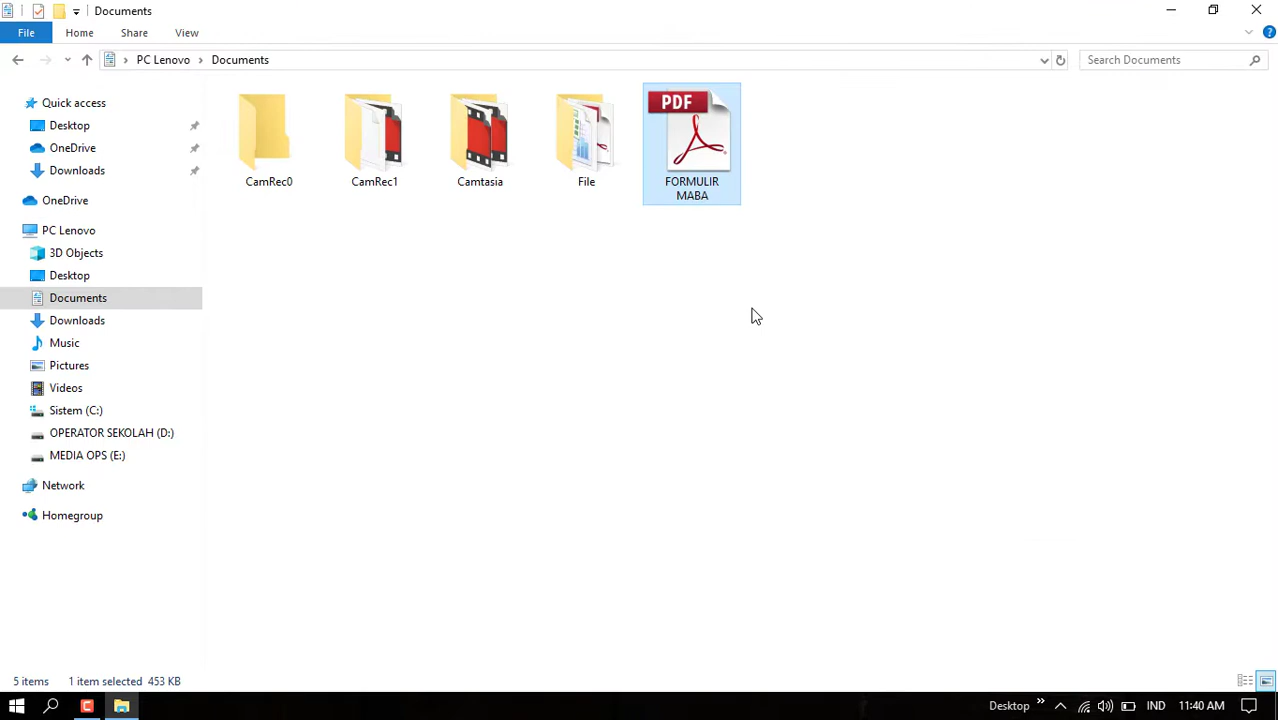 Documents
File
Home
Share
View
PC Lenovo
Documents
Search Documents
Quick access
Desktop
OneDrive
Downloads
OneDrive
PC Lenovo
3D Objects
Desktop
Documents
Downloads
Music
Pictures
Videos
Sistem (C:)
OPERATOR SEKOLAH (D:)
MEDIA OPS (E:)
Network
Homegroup
CamRec0
CamRec1
Camtasia
File
PDF
FORMULIR
MABA
5 items
1 item selected 453 KB
Desktop
IND
11:40 AM